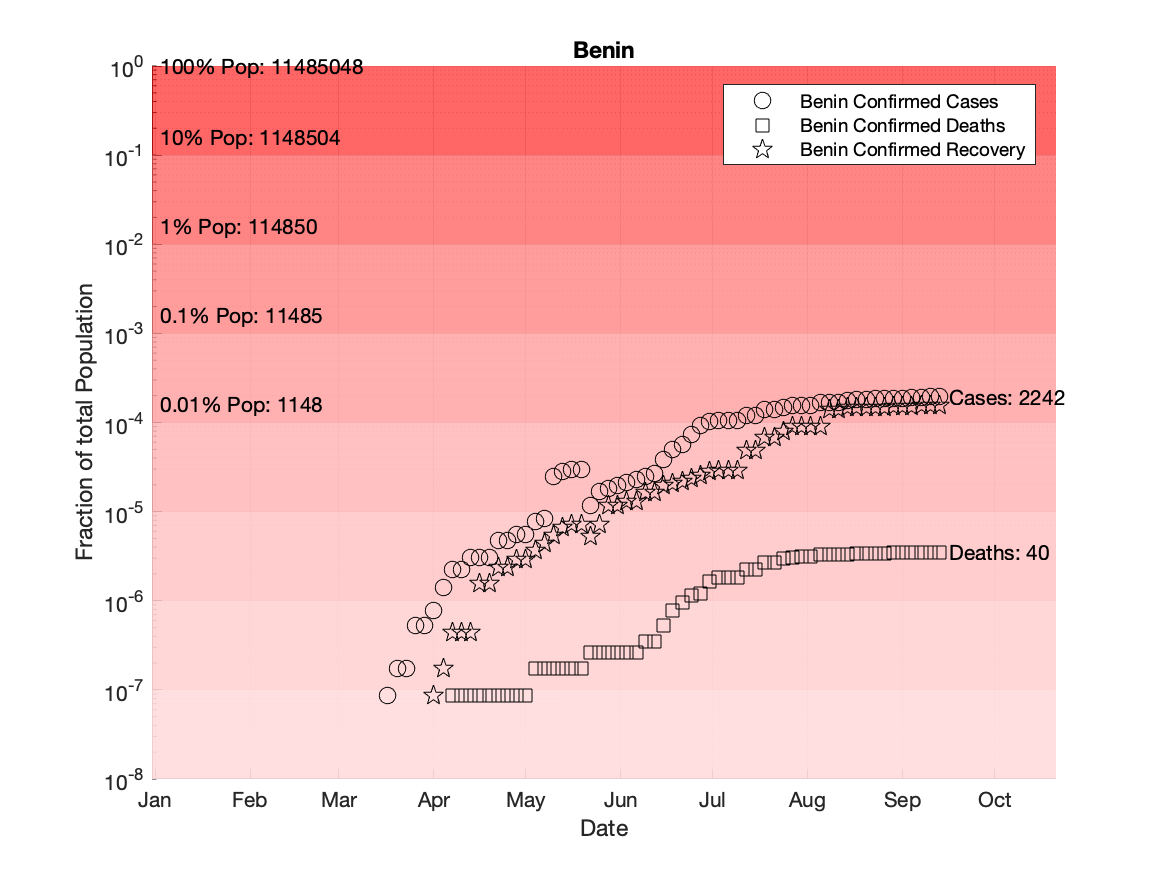 Benin
10^0
100% Pop: 11485048
Benin Confirmed Cases
Benin Confirmed Deaths
Benin Confirmed Recovery
10% Pop: 1148504
10^-1
1% Pop: 114850
10^-2
0.1% Pop: 11485
10^-3
0.01% Pop: 1148
10^-4
Cases: 2242
10^-5
Deaths: 40
10^-6
10^-7
10^-8
Fraction of total Population
Jan Feb Mar Apr May Jun Jul Aug Sep Oct
Date